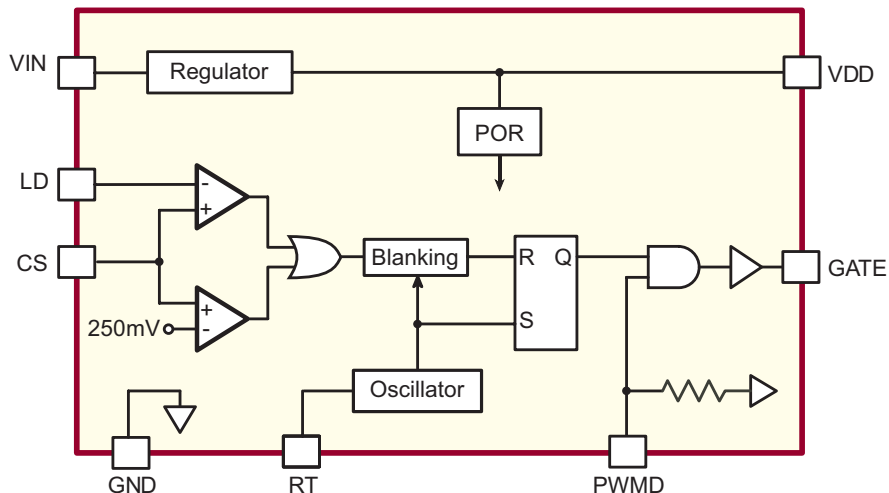 VIN
Regulator
VDD
POR
LD
-
+
CS
Blanking
R Q
GATE
+
250mV
-
S
Oscillator
GND
RT
PWMD